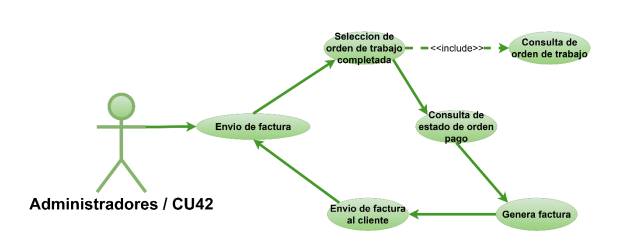 Seleccion de
orden de trabajo
completada
<<include>>
Consulta de
orden de trabajo
Envio de factura
Consulta de
estado de orden
pago
Administradores / CU42
Envio de factura
al cliente
Genera factura